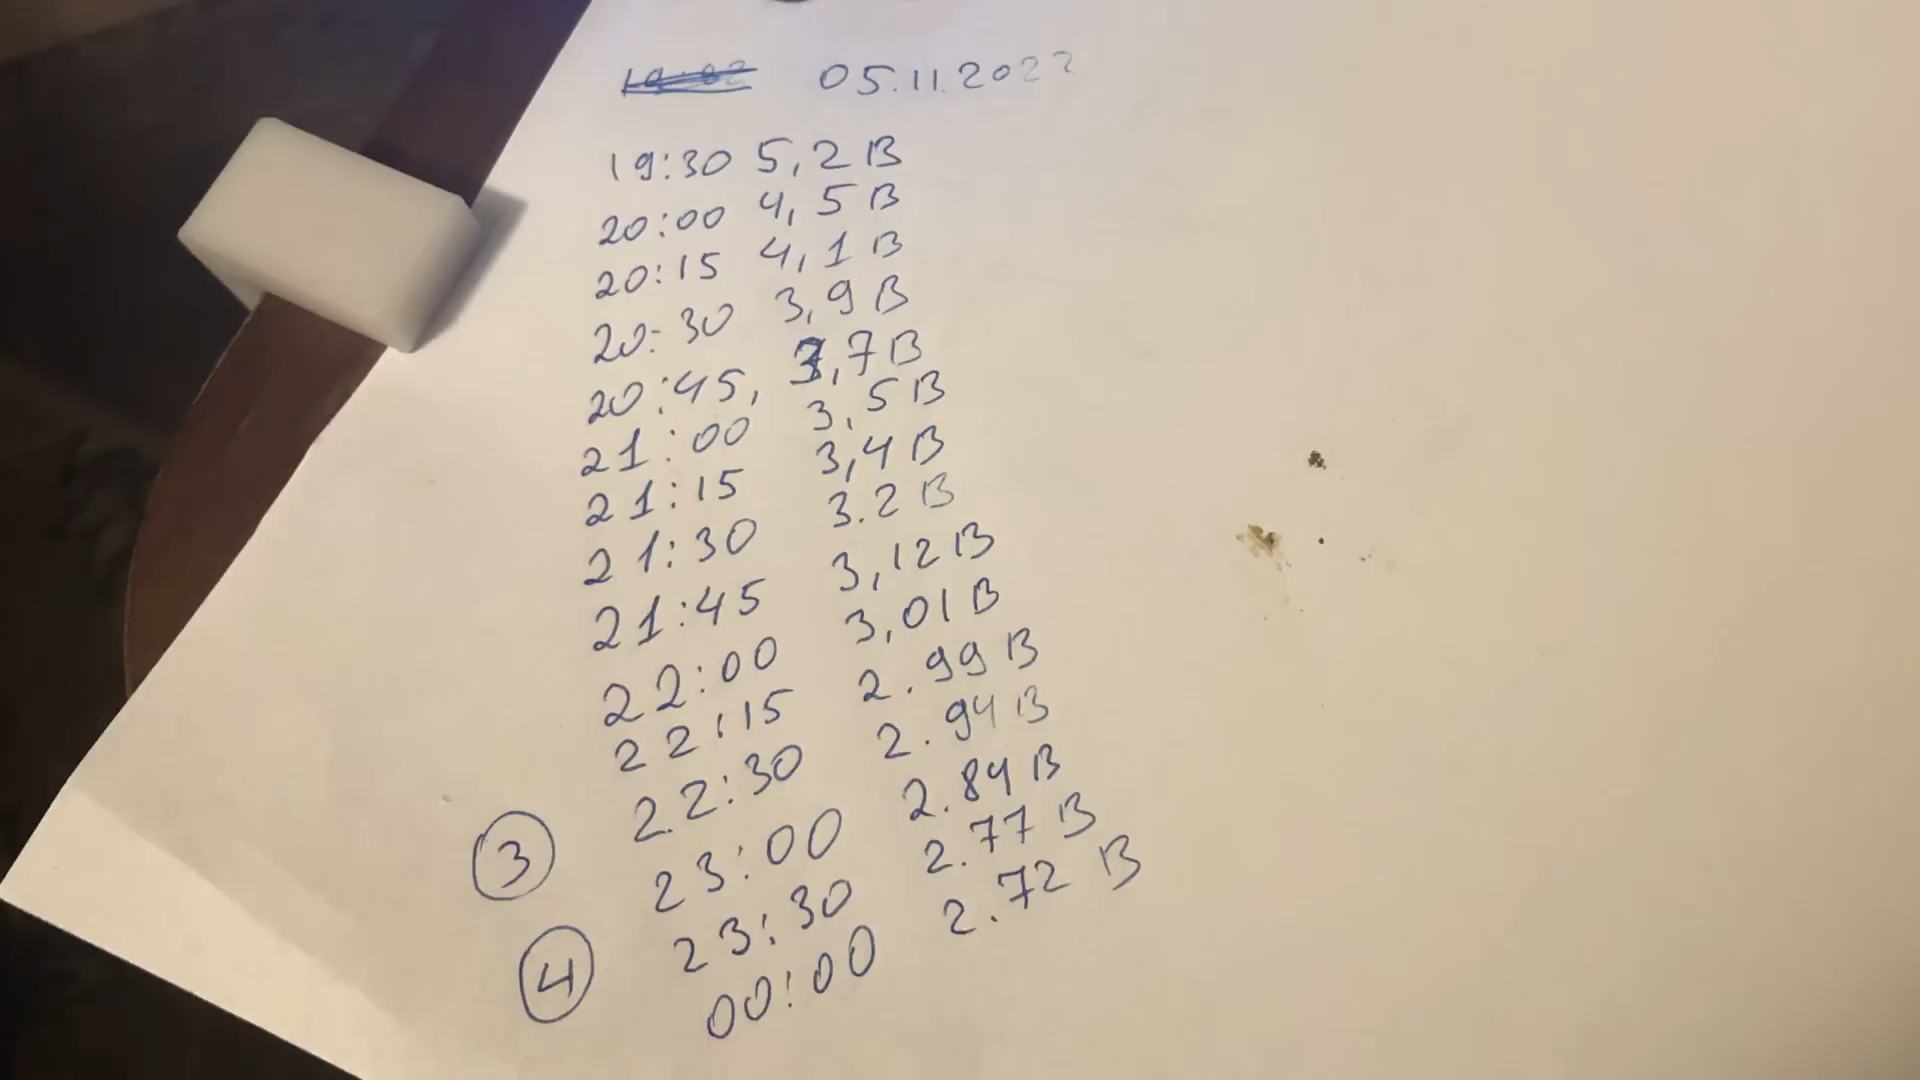 05.11.2022
19:30 5,2 В
20:00 4,5 В
20:15 4,1 В
20:30 3,9 В
20:45, 3,7 В
21:00 3,5 В
21:15 3,4 В
21:30 3.2 В
21:45 3,12 В
22:00 3,01 В
22:15 2.99 В
22:30 2.94 В
③ 23:00 2.84 В
23:30 2.77 В
④ 00:00 2.72 В